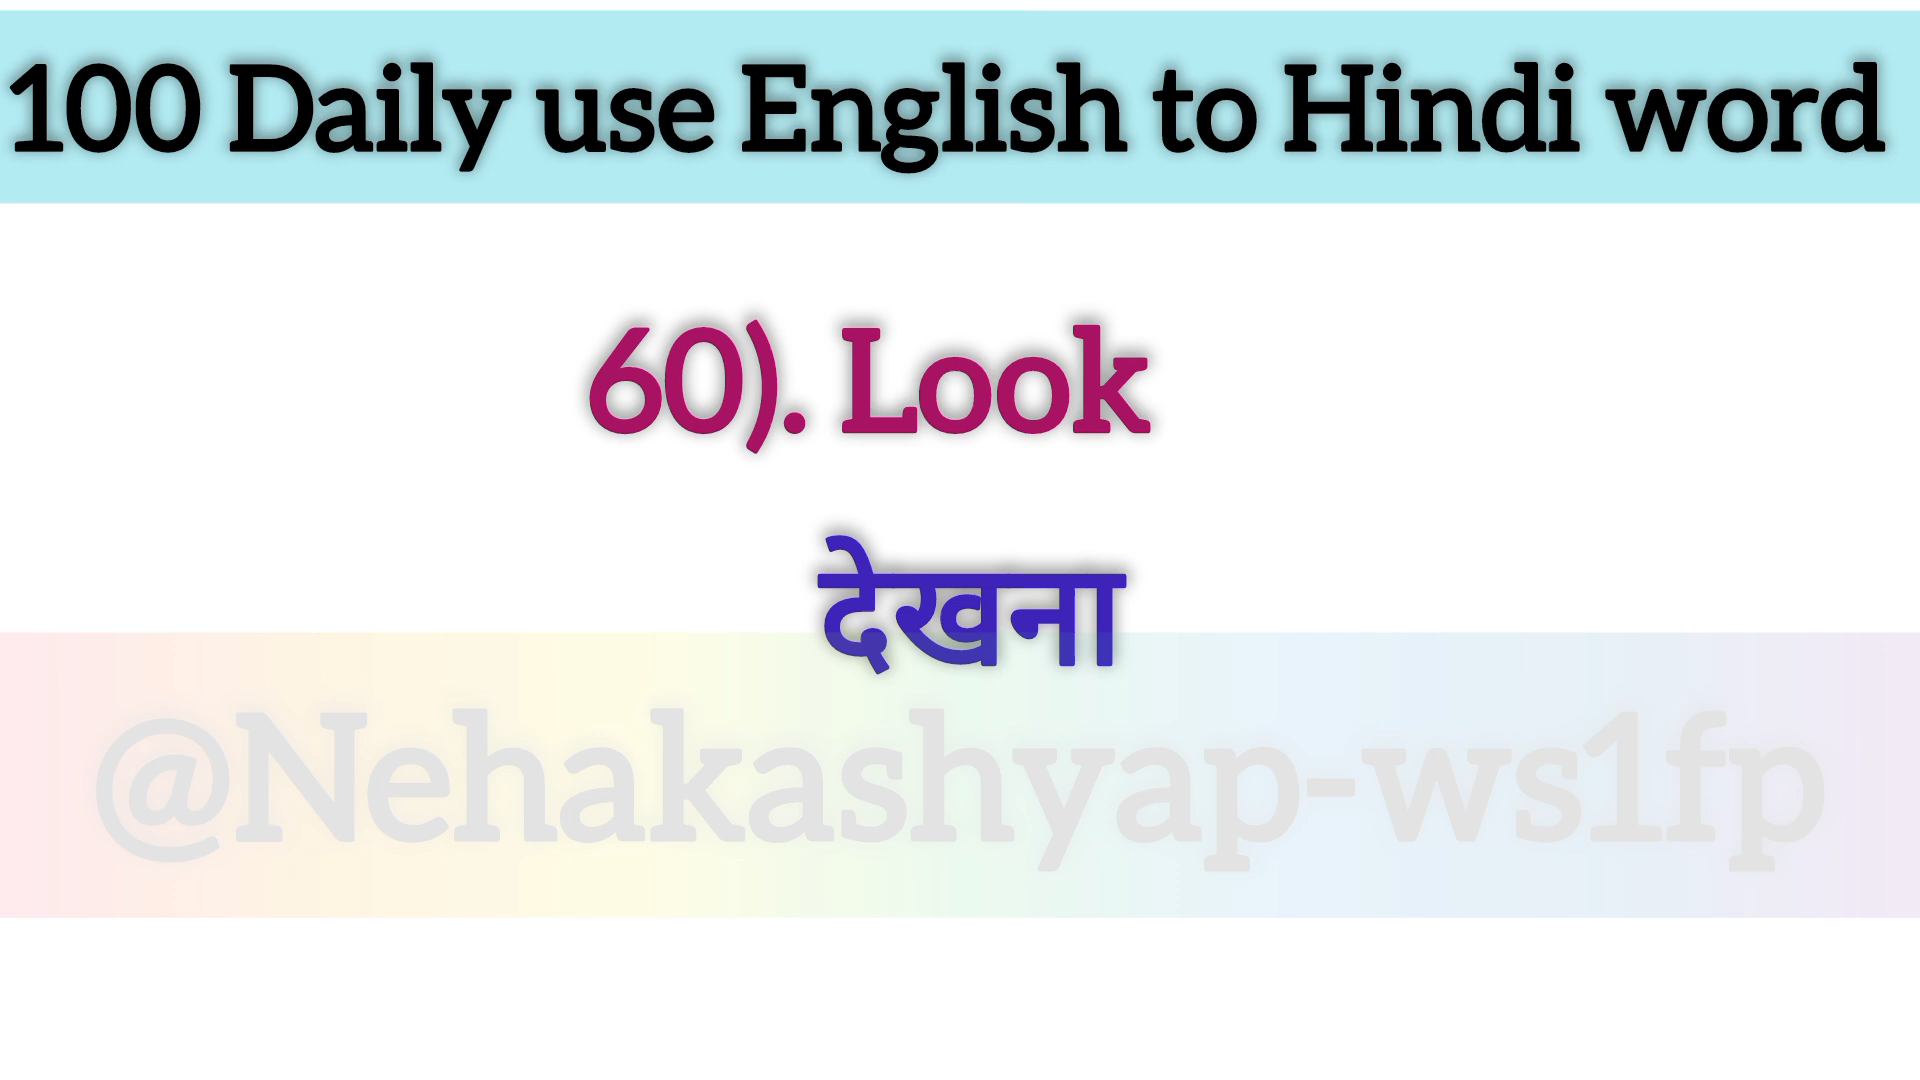 100 Daily use English to Hindi word
60). Look
देखना
@Nehakashyap-ws1fp